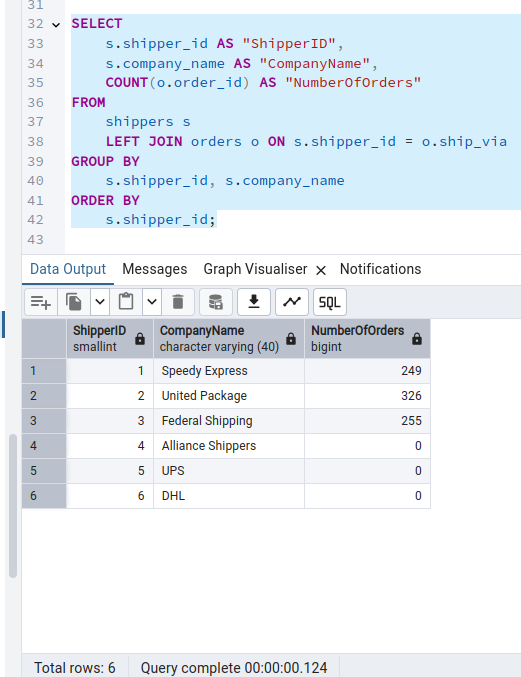 31
32 SELECT
33 s.shipper_id AS "ShipperID",
34 s.company_name AS "CompanyName",
35 COUNT(o.order_id) AS "NumberOfOrders"
36 FROM
37 shippers s
38 LEFT JOIN orders o ON s.shipper_id = o.ship_via
39 GROUP BY
40 s.shipper_id, s.company_name
41 ORDER BY
42 s.shipper_id;
43
Data Output Messages Graph Visualiser × Notifications
SQL
ShipperID CompanyName NumberOfOrders
smallint character varying (40) bigint
1 1 Speedy Express 249
2 2 United Package 326
3 3 Federal Shipping 255
4 4 Alliance Shippers 0
5 5 UPS 0
6 6 DHL 0
Total rows: 6 Query complete 00:00:00.124